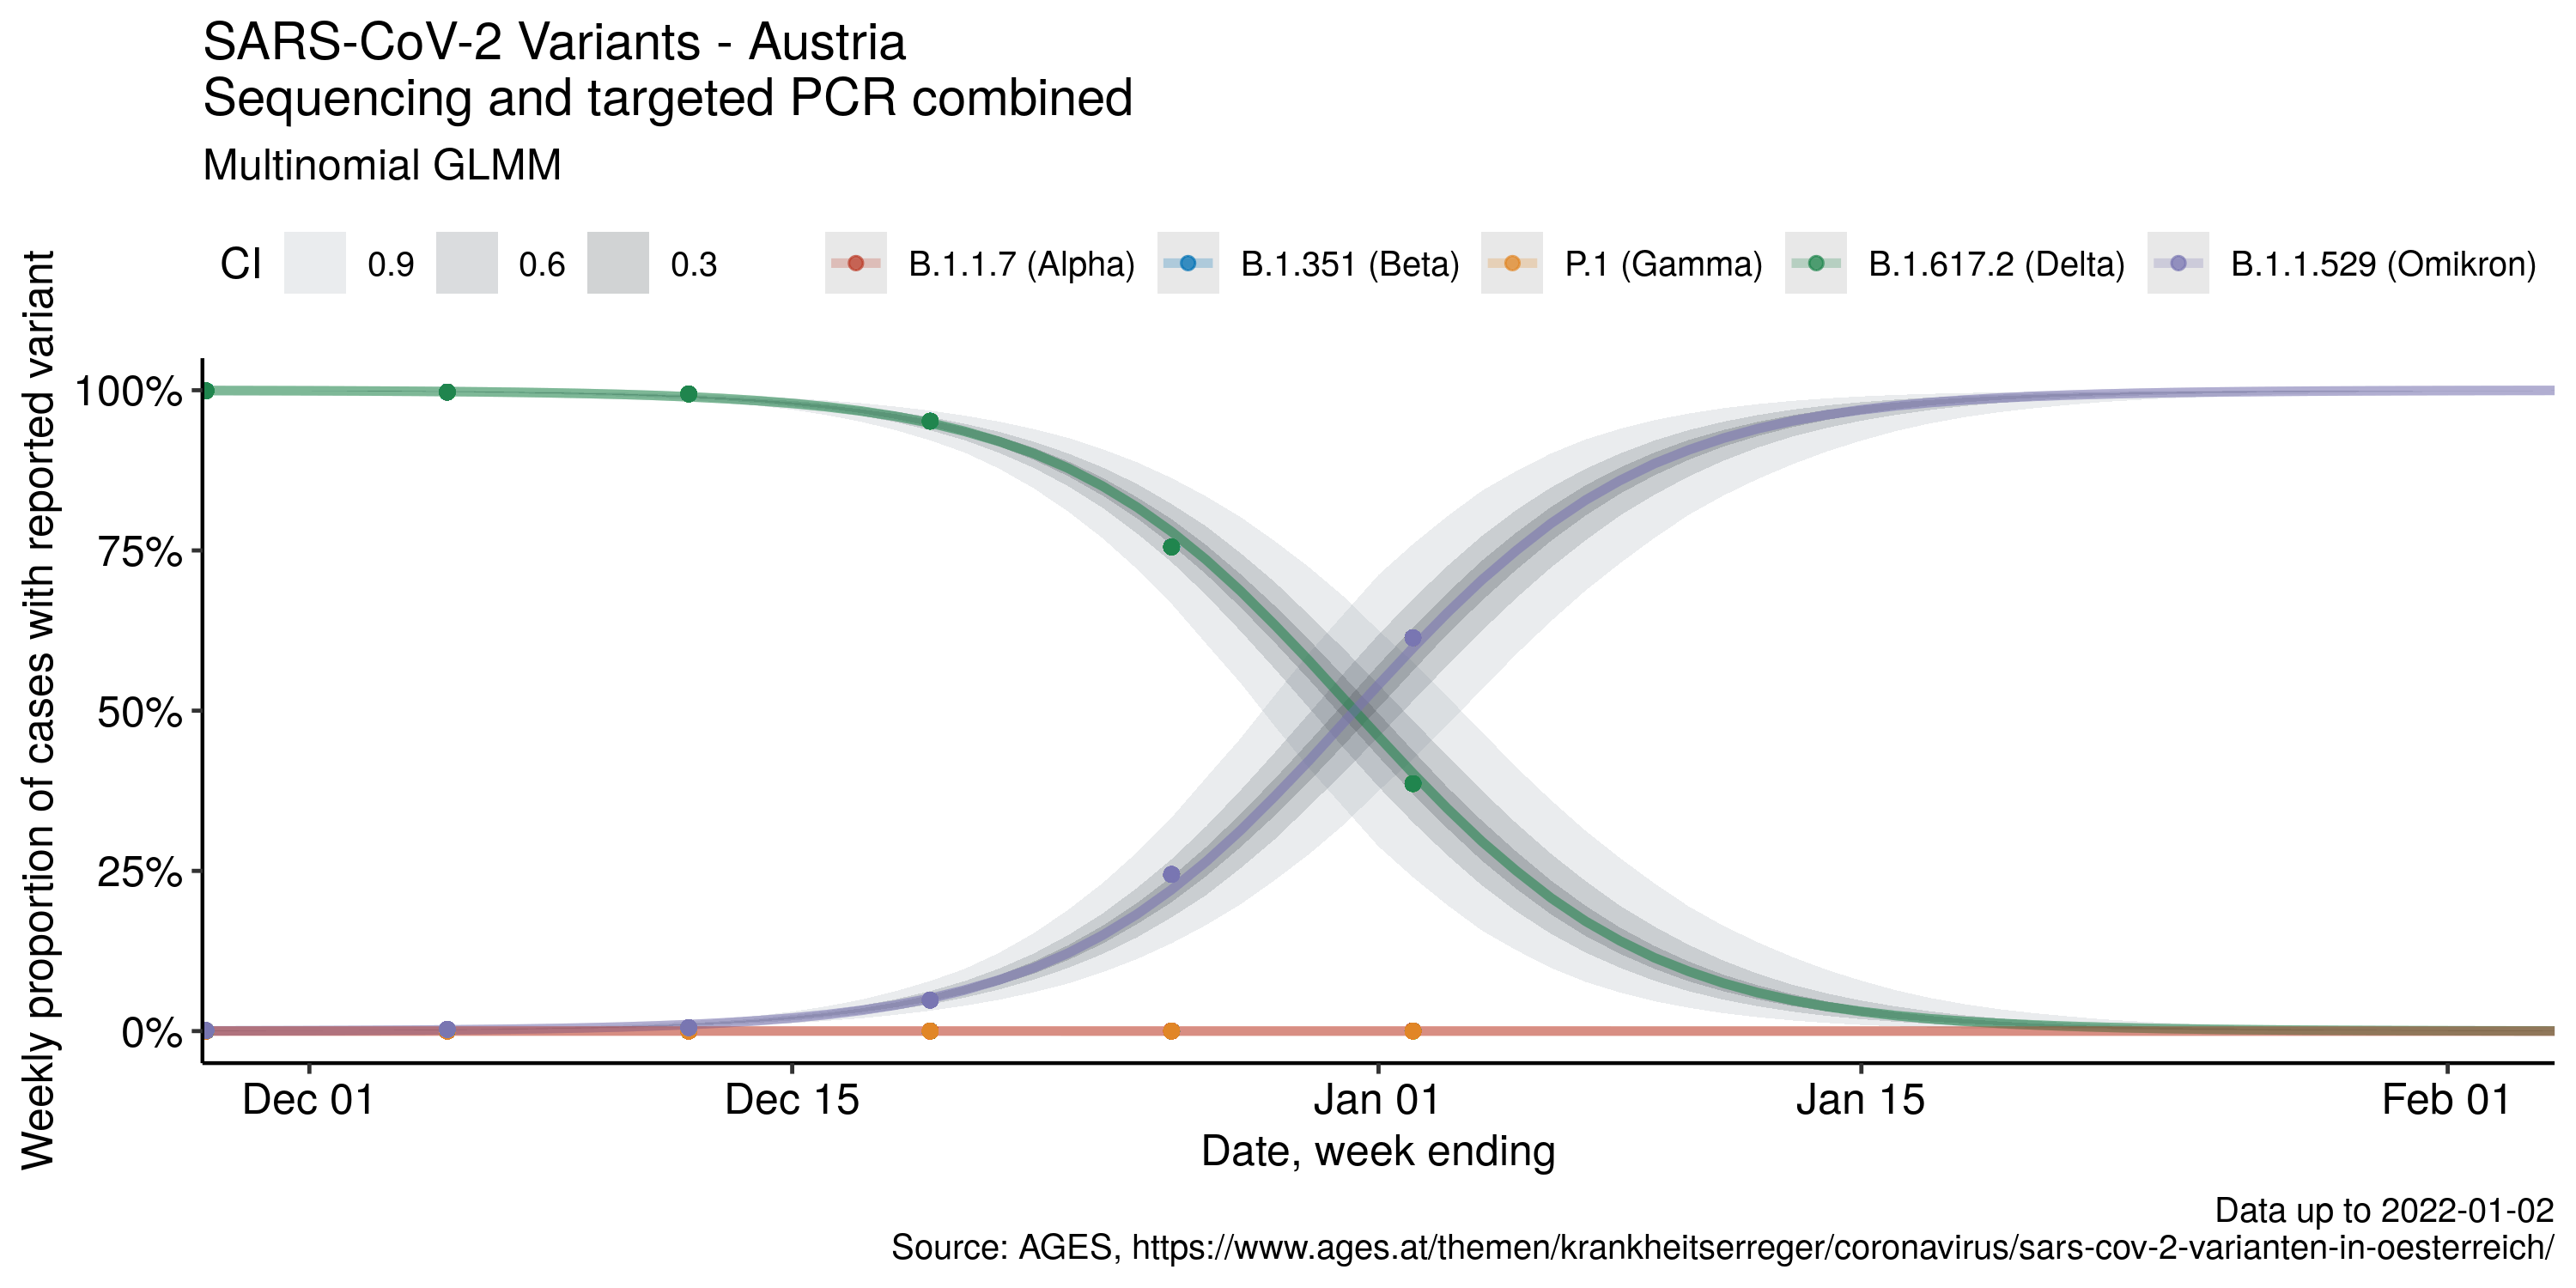 SARS-CoV-2 Variants - Austria
Sequencing and targeted PCR combined
Multinomial GLMM
CI 0.9 0.6 0.3 B.1.1.7 (Alpha) B.1.351 (Beta) P.1 (Gamma) B.1.617.2 (Delta) B.1.1.529 (Omikron)
Weekly proportion of cases with reported variant
100%
75%
50%
25%
0%
Dec 01 Dec 15 Jan 01 Jan 15 Feb 01
Date, week ending
Data up to 2022-01-02
Source: AGES, https://www.ages.at/themen/krankheitserreger/coronavirus/sars-cov-2-varianten-in-oesterreich/